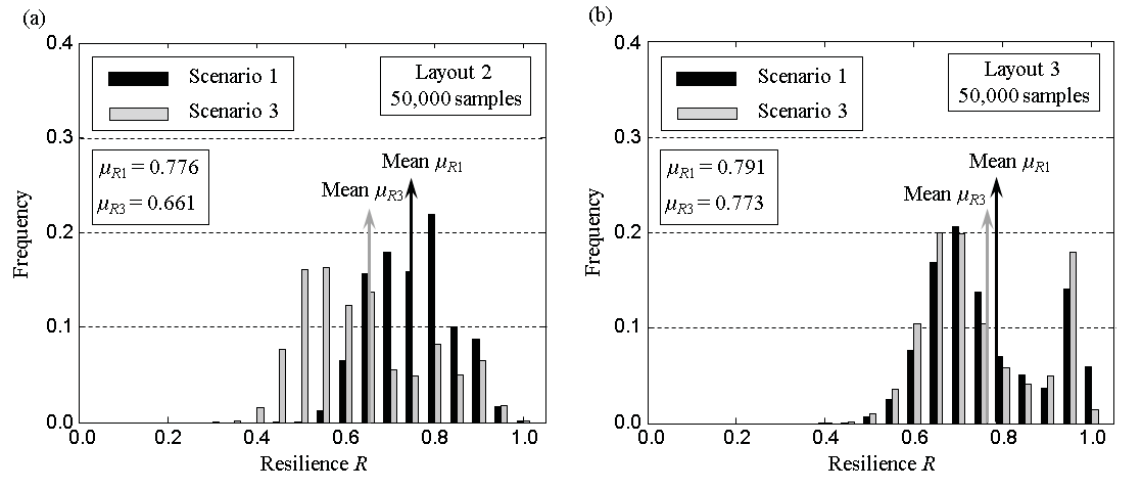 (a)
0.4
0.3
0.2
0.1
0.0
Frequency
Scenario 1
Scenario 3
Layout 2
50,000 samples
μR1 = 0.776
μR3 = 0.661
Mean μR1
Mean μR3
0.0 0.2 0.4 0.6 0.8 1.0
Resilience R
(b)
0.4
0.3
0.2
0.1
0.0
Frequency
Scenario 1
Scenario 3
Layout 3
50,000 samples
μR1 = 0.791
μR3 = 0.773
Mean μR1
Mean μR3
0.0 0.2 0.4 0.6 0.8 1.0
Resilience R